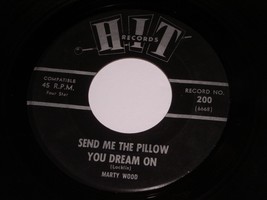 HIT
RECORDS
COMPATIBLE
45 R.P.M.
RECORD NO.
200
SEND ME THE PILLOW
YOU DREAM ON
(Locklin)
MARTY WOOD